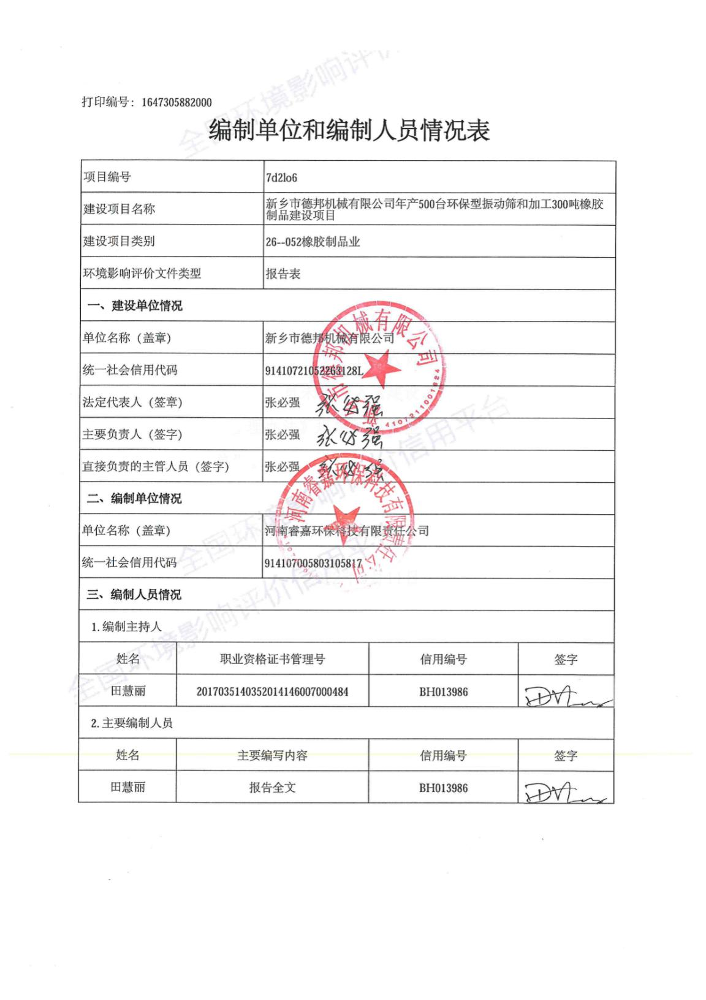 打印编号：1647305882000
编制单位和编制人员情况表
项目编号 7d2lo6
建设项目名称 新乡市德邦机械有限公司年产500台环保型振动筛和加工300吨橡胶
制品建设项目
建设项目类别 26--052橡胶制品业
环境影响评价文件类型 报告表
一、建设单位情况
单位名称（盖章） 新乡市德邦机械有限公司
统一社会信用代码 91410721052263128L
法定代表人（签章） 张必强 张必强
主要负责人（签字） 张必强 张必强
直接负责的主管人员（签字） 张必强 张必强
二、编制单位情况
单位名称（盖章） 河南睿嘉环保科技有限责任公司
统一社会信用代码 914107005803105817
三、编制人员情况
1.编制主持人
姓名 职业资格证书管理号 信用编号 签字
田慧丽 2017035140352014146007000484 BH013986
2.主要编制人员
姓名 主要编写内容 信用编号 签字
田慧丽 报告全文 BH013986
市德邦机械有限公司
4107211001824
河南睿嘉环保科技有限责任公司
全国环境影响评价信用平台